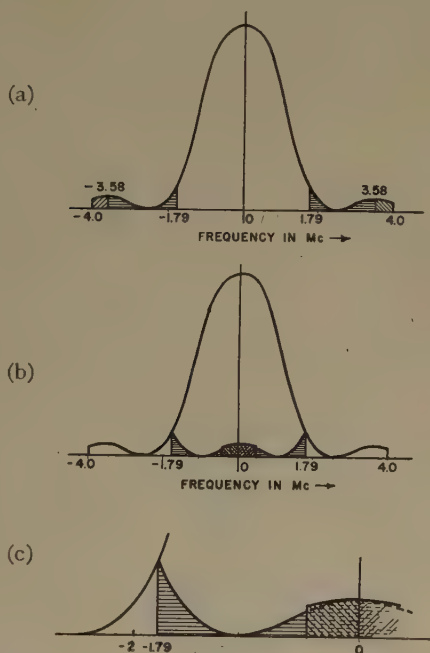 (a)
- 3.58 3.58
- 4.0 -1.79 0 1.79 4.0
FREQUENCY IN Mc →
(b)
- 4.0 -1.79 0 1.79 4.0
FREQUENCY IN Mc →
(c)
-2 -1.79 0